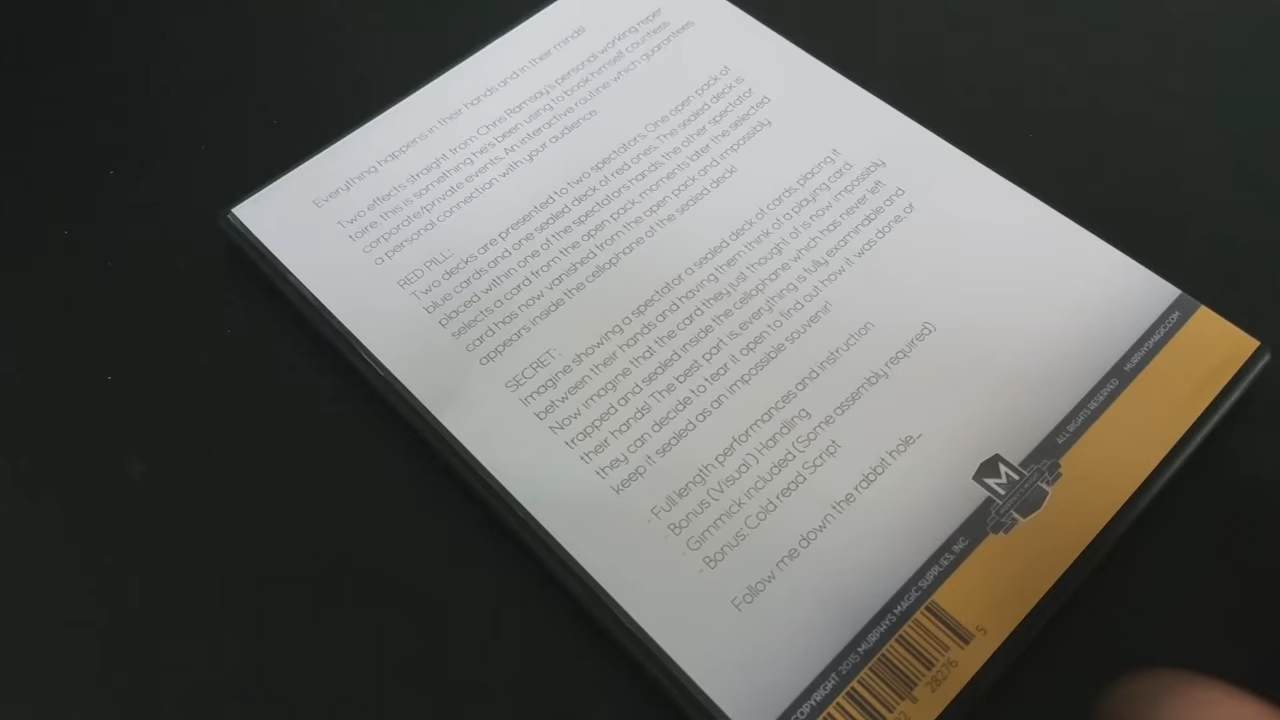 Everything happens in their hands and in their minds!
Two effects straight from Chris Ramsay's personal working reper
toire, this is something he's been using to book himself countless
corporate/private events. An interactive routine which guarantees
a personal connection with your audience.
RED PILL:
Two decks are presented to two spectators. One open pack of
blue cards and one sealed deck of red ones. The sealed deck is
placed within one of the spectators hands, the other spectator
selects a card from the open pack, moments later the selected
card has now vanished from the open pack and impossibly
appears inside the cellophane of the sealed deck!
SECRET:
Imagine showing a spectator a sealed deck of cards, placing it
between their hands and having them think of a playing card.
Now imagine that the card they just thought of is now impossibly
trapped and sealed inside the cellophane which has never left
their hands! The best part is, everything is fully examinable and
they can decide to tear it open to find out how it was done, or
keep it sealed as an impossible souvenir!
- Full length performances and instruction
- Bonus (Visual) Handling
- Gimmick included (Some assembly required)
- Bonus: Cold read Script
Follow me down the rabbit hole...
COPYRIGHT 2015 MURPHYS MAGIC SUPPLIES, INC.
M
ALL RIGHTS RESERVED
MURPHYSMAGIC.COM
28276
5